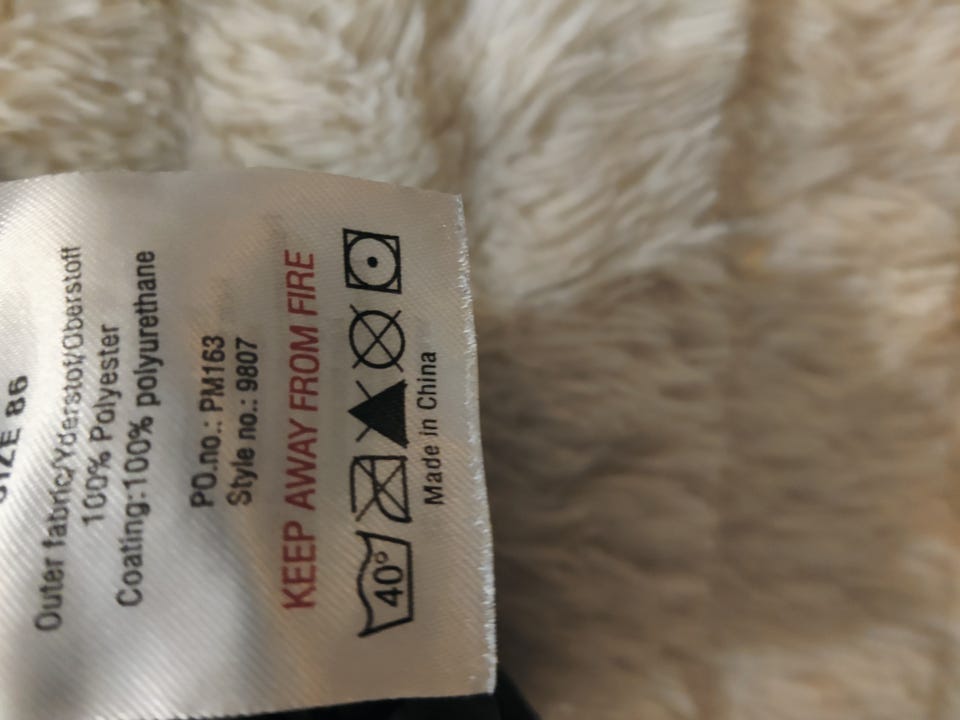 SIZE 86
Outer fabric/Yderstof/Oberstoff
100% Polyester
Coating:100% polyurethane
PO.no.: PM163
Style no.: 9807
KEEP AWAY FROM FIRE
40°
Made in China